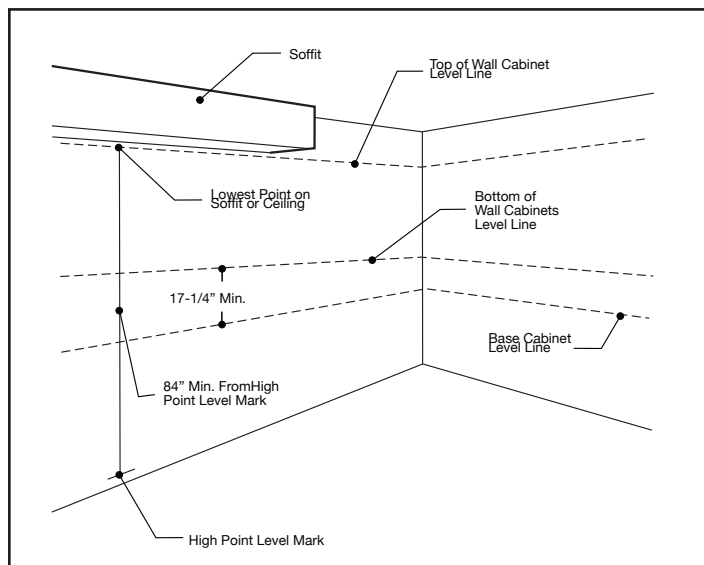 Soffit
Top of Wall Cabinet
Level Line
Lowest Point on
Soffit or Ceiling
Bottom of
Wall Cabinets
Level Line
17-1/4” Min.
Base Cabinet
Level Line
84” Min. FromHigh
Point Level Mark
High Point Level Mark